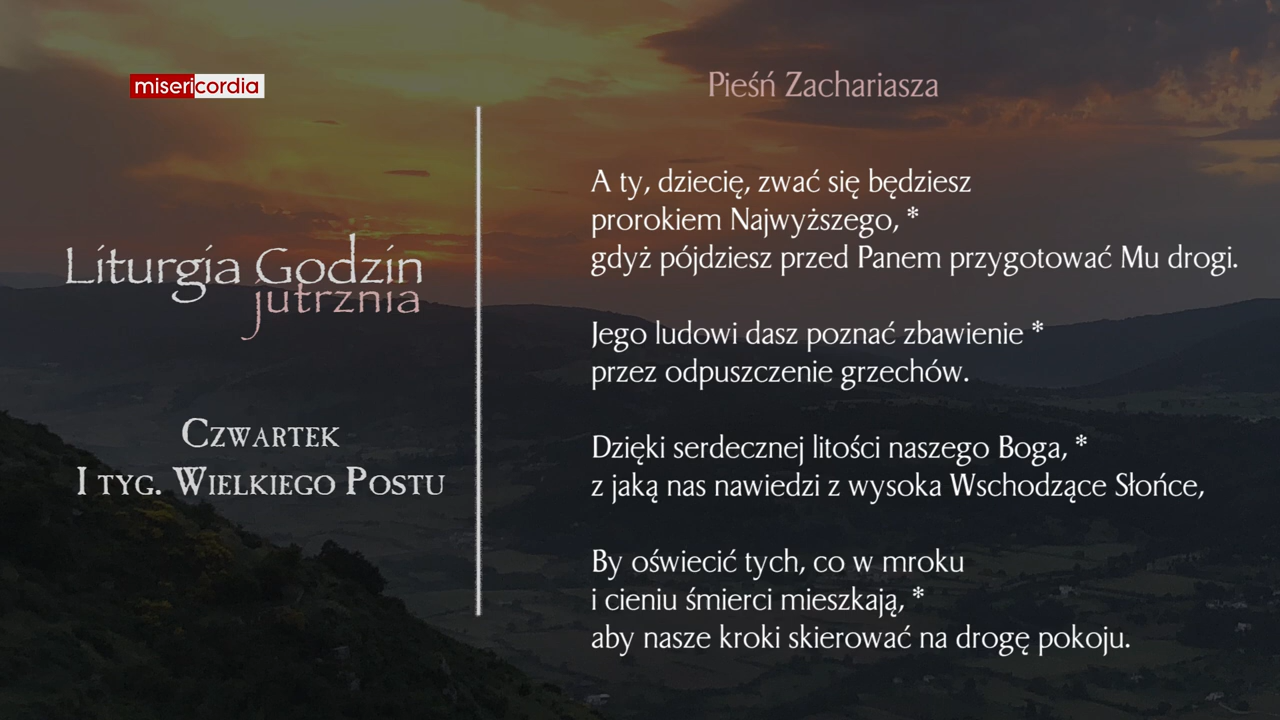 misericordia
Liturgia Godzin
jutrznia
Czwartek
I tyg. Wielkiego Postu
Pieśń Zachariasza
A ty, dziecię, zwać się będziesz
prorokiem Najwyższego, *
gdyż pójdziesz przed Panem przygotować Mu drogi.
Jego ludowi dasz poznać zbawienie *
przez odpuszczenie grzechów.
Dzięki serdecznej litości naszego Boga, *
z jaką nas nawiedzi z wysoka Wschodzące Słońce,
By oświecić tych, co w mroku
i cieniu śmierci mieszkają, *
aby nasze kroki skierować na drogę pokoju.